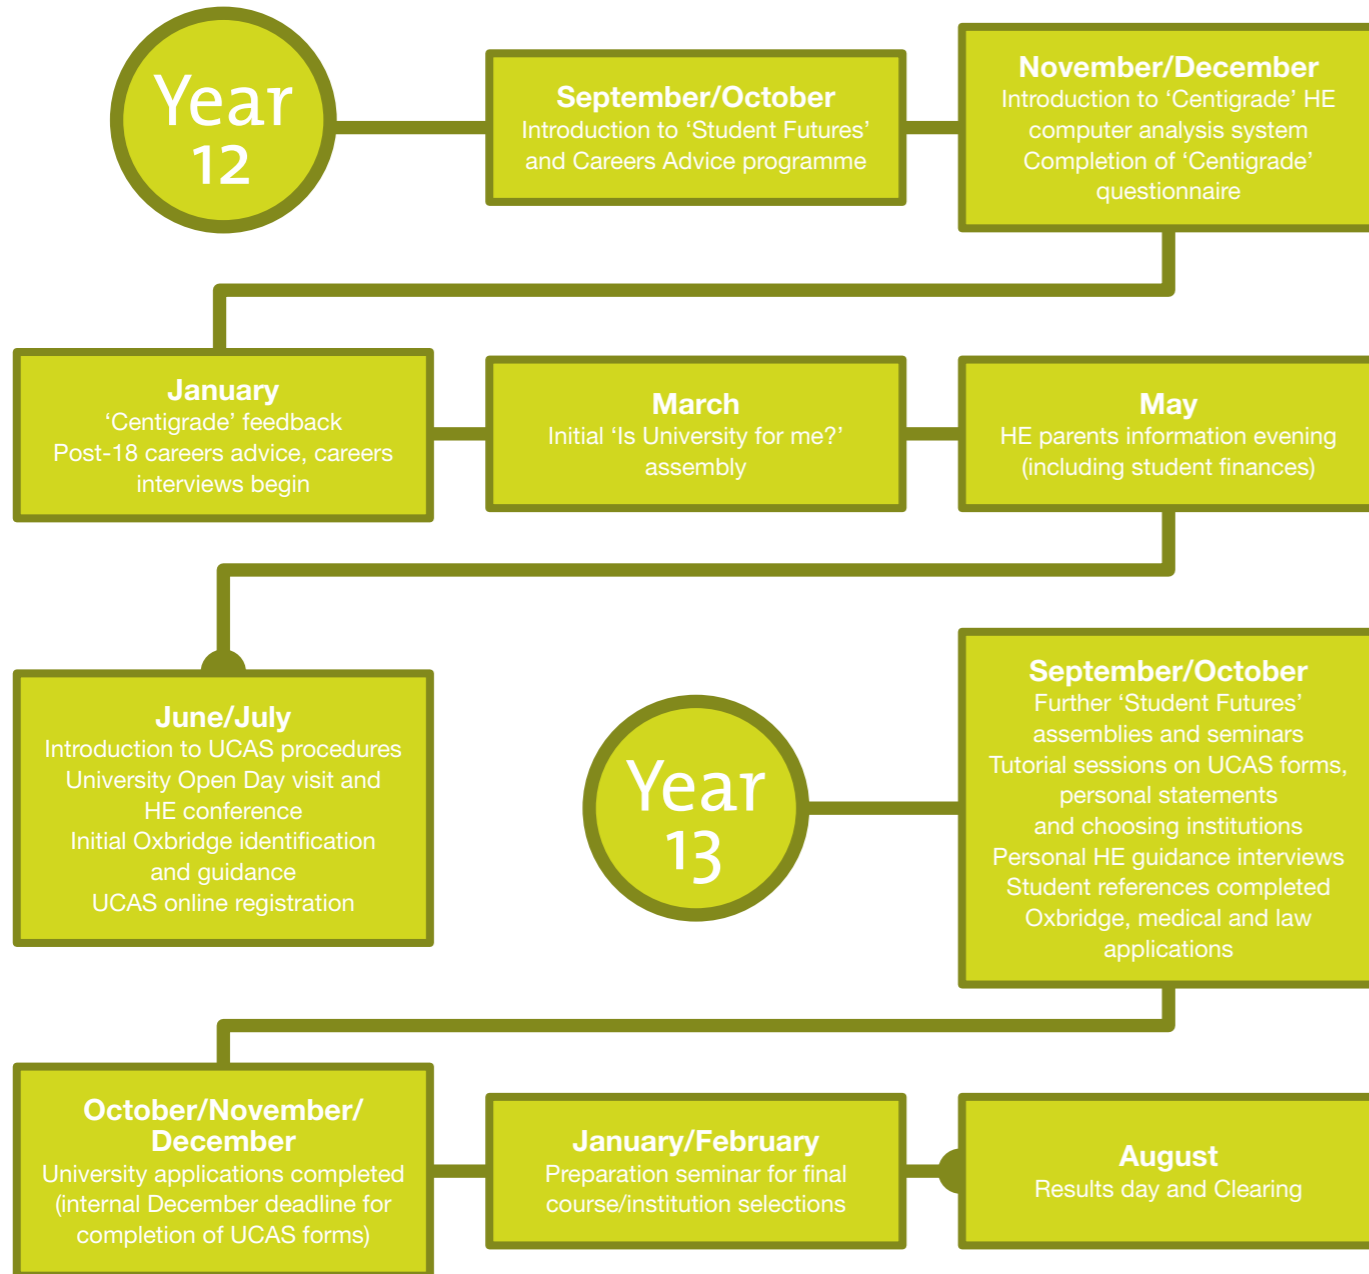 Year
12
September/October
Introduction to ‘Student Futures’
and Careers Advice programme
November/December
Introduction to ‘Centigrade’ HE
computer analysis system
Completion of ‘Centigrade’
questionnaire
January
‘Centigrade’ feedback
Post-18 careers advice, careers
interviews begin
March
Initial ‘Is University for me?’
assembly
May
HE parents information evening
(including student finances)
June/July
Introduction to UCAS procedures
University Open Day visit and
HE conference
Initial Oxbridge identification
and guidance
UCAS online registration
Year
13
September/October
Further ‘Student Futures’
assemblies and seminars
Tutorial sessions on UCAS forms,
personal statements
and choosing institutions
Personal HE guidance interviews
Student references completed
Oxbridge, medical and law
applications
October/November/
December
University applications completed
(internal December deadline for
completion of UCAS forms)
January/February
Preparation seminar for final
course/institution selections
August
Results day and Clearing